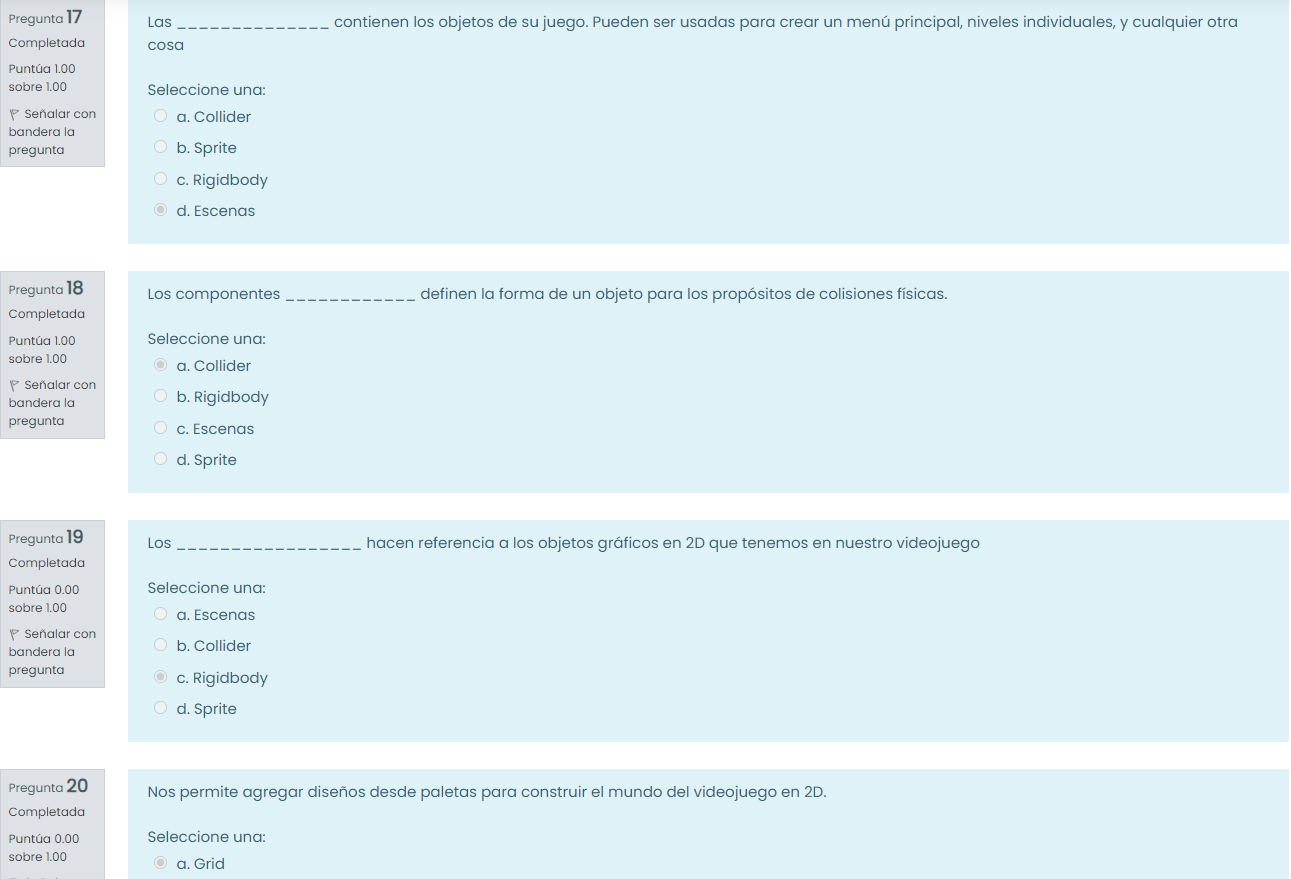 Pregunta 17
Completada
Puntúa 1.00
sobre 1.00
Señalar con
bandera la
pregunta
Las ______________ contienen los objetos de su juego. Pueden ser usadas para crear un menú principal, niveles individuales, y cualquier otra
cosa
Seleccione una:
a. Collider
b. Sprite
c. Rigidbody
d. Escenas
Pregunta 18
Completada
Puntúa 1.00
sobre 1.00
Señalar con
bandera la
pregunta
Los componentes ____________ definen la forma de un objeto para los propósitos de colisiones físicas.
Seleccione una:
a. Collider
b. Rigidbody
c. Escenas
d. Sprite
Pregunta 19
Completada
Puntúa 0.00
sobre 1.00
Señalar con
bandera la
pregunta
Los _________________ hacen referencia a los objetos gráficos en 2D que tenemos en nuestro videojuego
Seleccione una:
a. Escenas
b. Collider
c. Rigidbody
d. Sprite
Pregunta 20
Completada
Puntúa 0.00
sobre 1.00
Nos permite agregar diseños desde paletas para construir el mundo del videojuego en 2D.
Seleccione una:
a. Grid